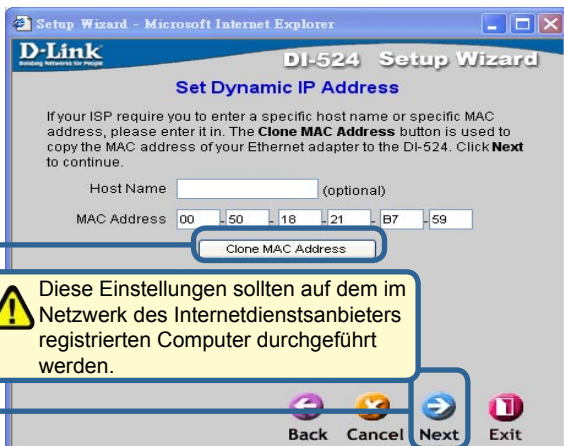 Setup Wizard - Microsoft Internet Explorer
D-Link
Building Networks for People
DI-524 Setup Wizard
Set Dynamic IP Address
If your ISP require you to enter a specific host name or specific MAC
address, please enter it in. The Clone MAC Address button is used to
copy the MAC address of your Ethernet adapter to the DI-524. Click Next
to continue.
Host Name (optional)
MAC Address 00 - 50 - 18 - 21 - B7 - 59
Clone MAC Address
Diese Einstellungen sollten auf dem im
Netzwerk des Internetdienstsanbieters
registrierten Computer durchgeführt
werden.
Back Cancel Next Exit